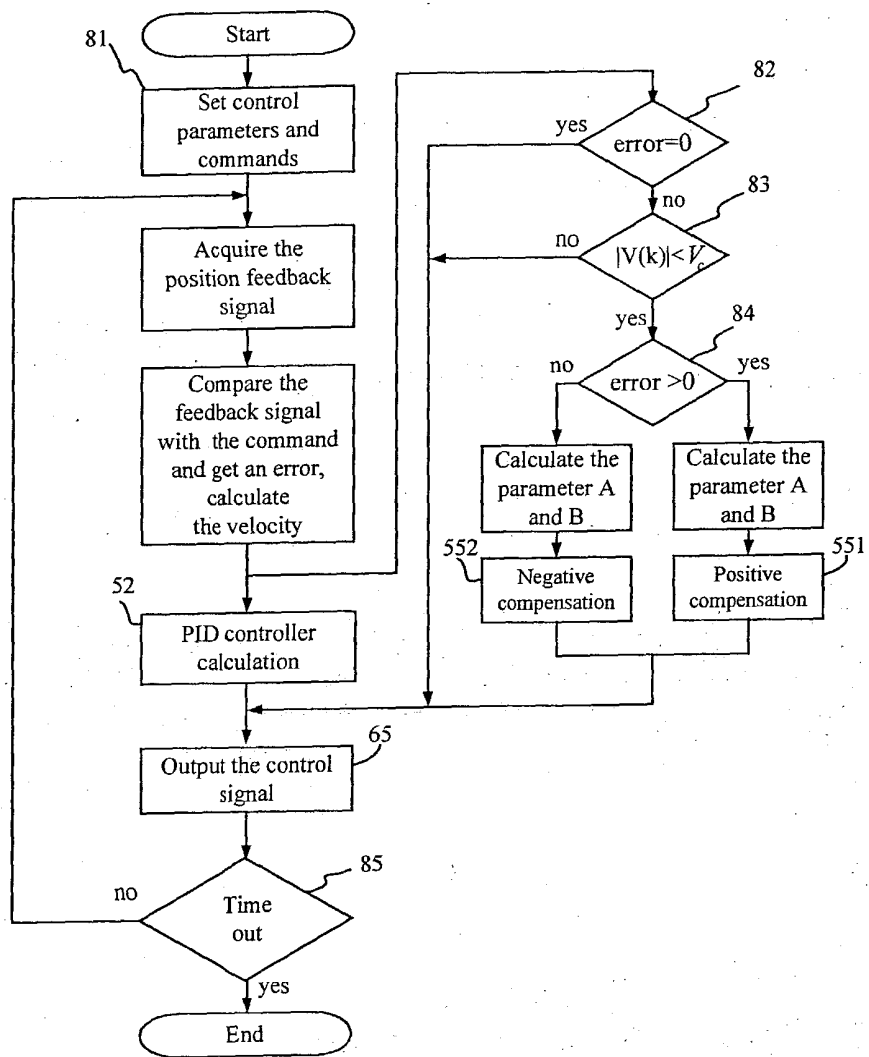 Start
81
Set control
parameters and
commands
Acquire the
position feedback
signal
Compare the
feedback signal
with the command
and get an error,
calculate
the velocity
52
PID controller
calculation
65
Output the control
signal
85
no
Time
out
yes
End
82
yes
error=0
no
83
no
|V(k)|<Vc
yes
84
no
yes
error >0
Calculate the
parameter A
and B
Calculate the
parameter A
and B
552
Negative
compensation
551
Positive
compensation